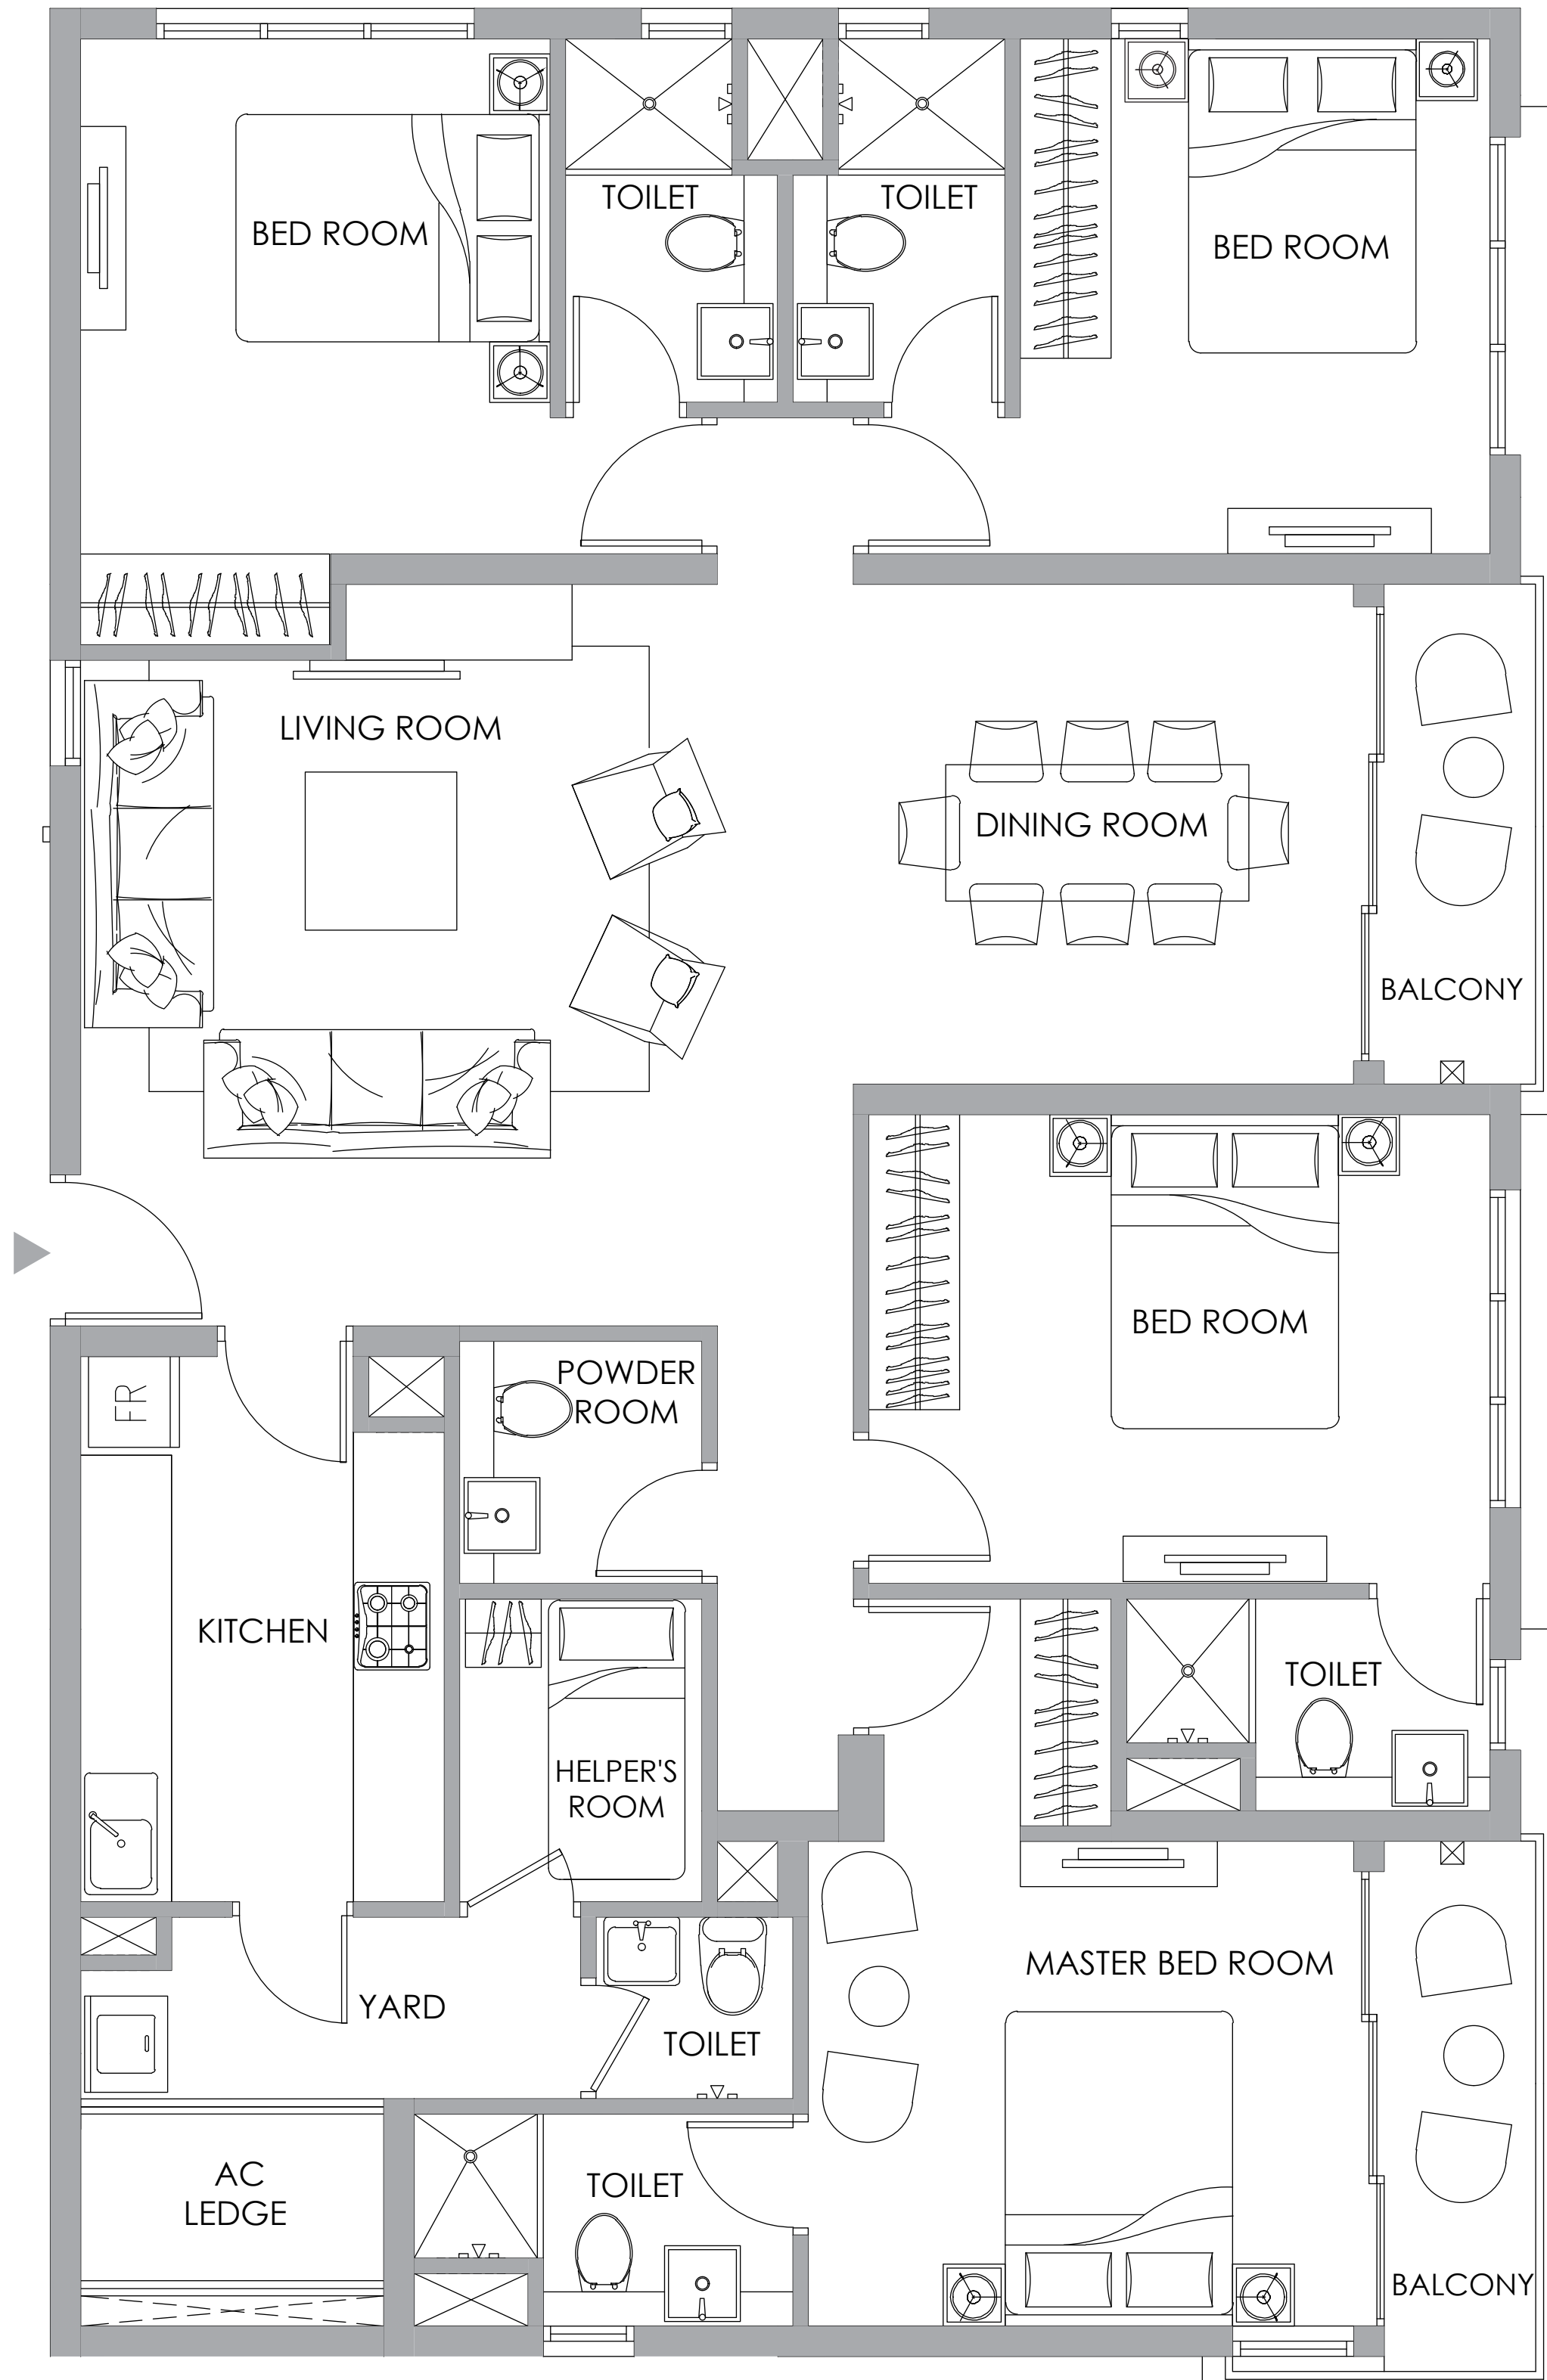 TOILET
TOILET
BED ROOM
BED ROOM
LIVING ROOM
DINING ROOM
BALCONY
BED ROOM
POWDER
ROOM
FR
KITCHEN
TOILET
HELPER'S
ROOM
MASTER BED ROOM
YARD
TOILET
AC
LEDGE
TOILET
BALCONY